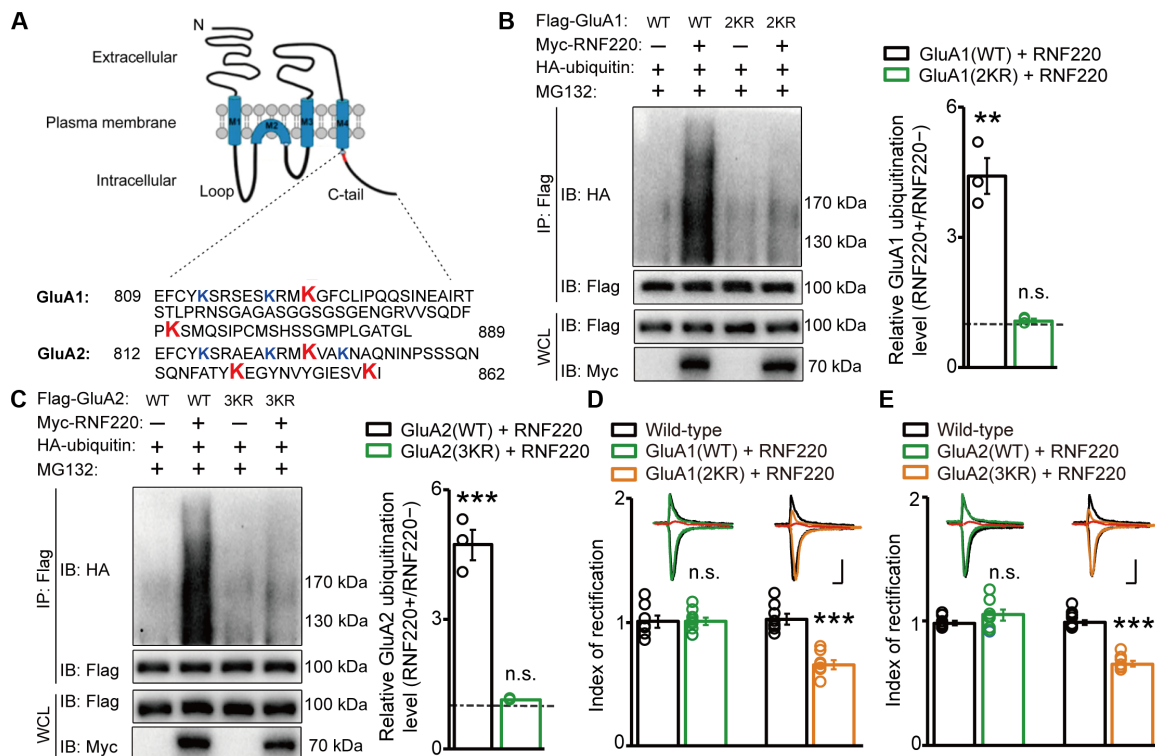 A
N
Extracellular
Plasma membrane
M1
M2
M3
M4
Intracellular
Loop
C-tail
GluA1: 809 EFCYKSRSESKRMKGFCLIPQQSINEAIRT
STLPRNSGAGASGGSGSGENGRVVSQDF
PKSMQSIPCMSHSSGMPLGATGL 889
GluA2: 812 EFCYKSRAEAKRMKVAKNAQNINPSSSQN
SQNFATYKEGYNVYGIESVKI 862
B
Flag-GluA1: WT WT 2KR 2KR
Myc-RNF220: – + – +
HA-ubiquitin: + + + +
MG132: + + + +
IP: Flag
IB: HA
170 kDa
130 kDa
IB: Flag
100 kDa
WCL
IB: Flag
100 kDa
IB: Myc
70 kDa
GluA1(WT) + RNF220
GluA1(2KR) + RNF220
Relative GluA1 ubiquitination
level (RNF220+/RNF220−)
6
3
0
**
n.s.
C
Flag-GluA2: WT WT 3KR 3KR
Myc-RNF220: – + – +
HA-ubiquitin: + + + +
MG132: + + + +
IP: Flag
IB: HA
170 kDa
130 kDa
IB: Flag
100 kDa
WCL
IB: Flag
100 kDa
IB: Myc
70 kDa
GluA2(WT) + RNF220
GluA2(3KR) + RNF220
Relative GluA2 ubiquitination
level (RNF220+/RNF220−)
6
3
0
***
n.s.
D
Wild-type
GluA1(WT) + RNF220
GluA1(2KR) + RNF220
Index of rectification
2
1
0
n.s.
***
E
Wild-type
GluA2(WT) + RNF220
GluA2(3KR) + RNF220
Index of rectification
2
1
0
n.s.
***